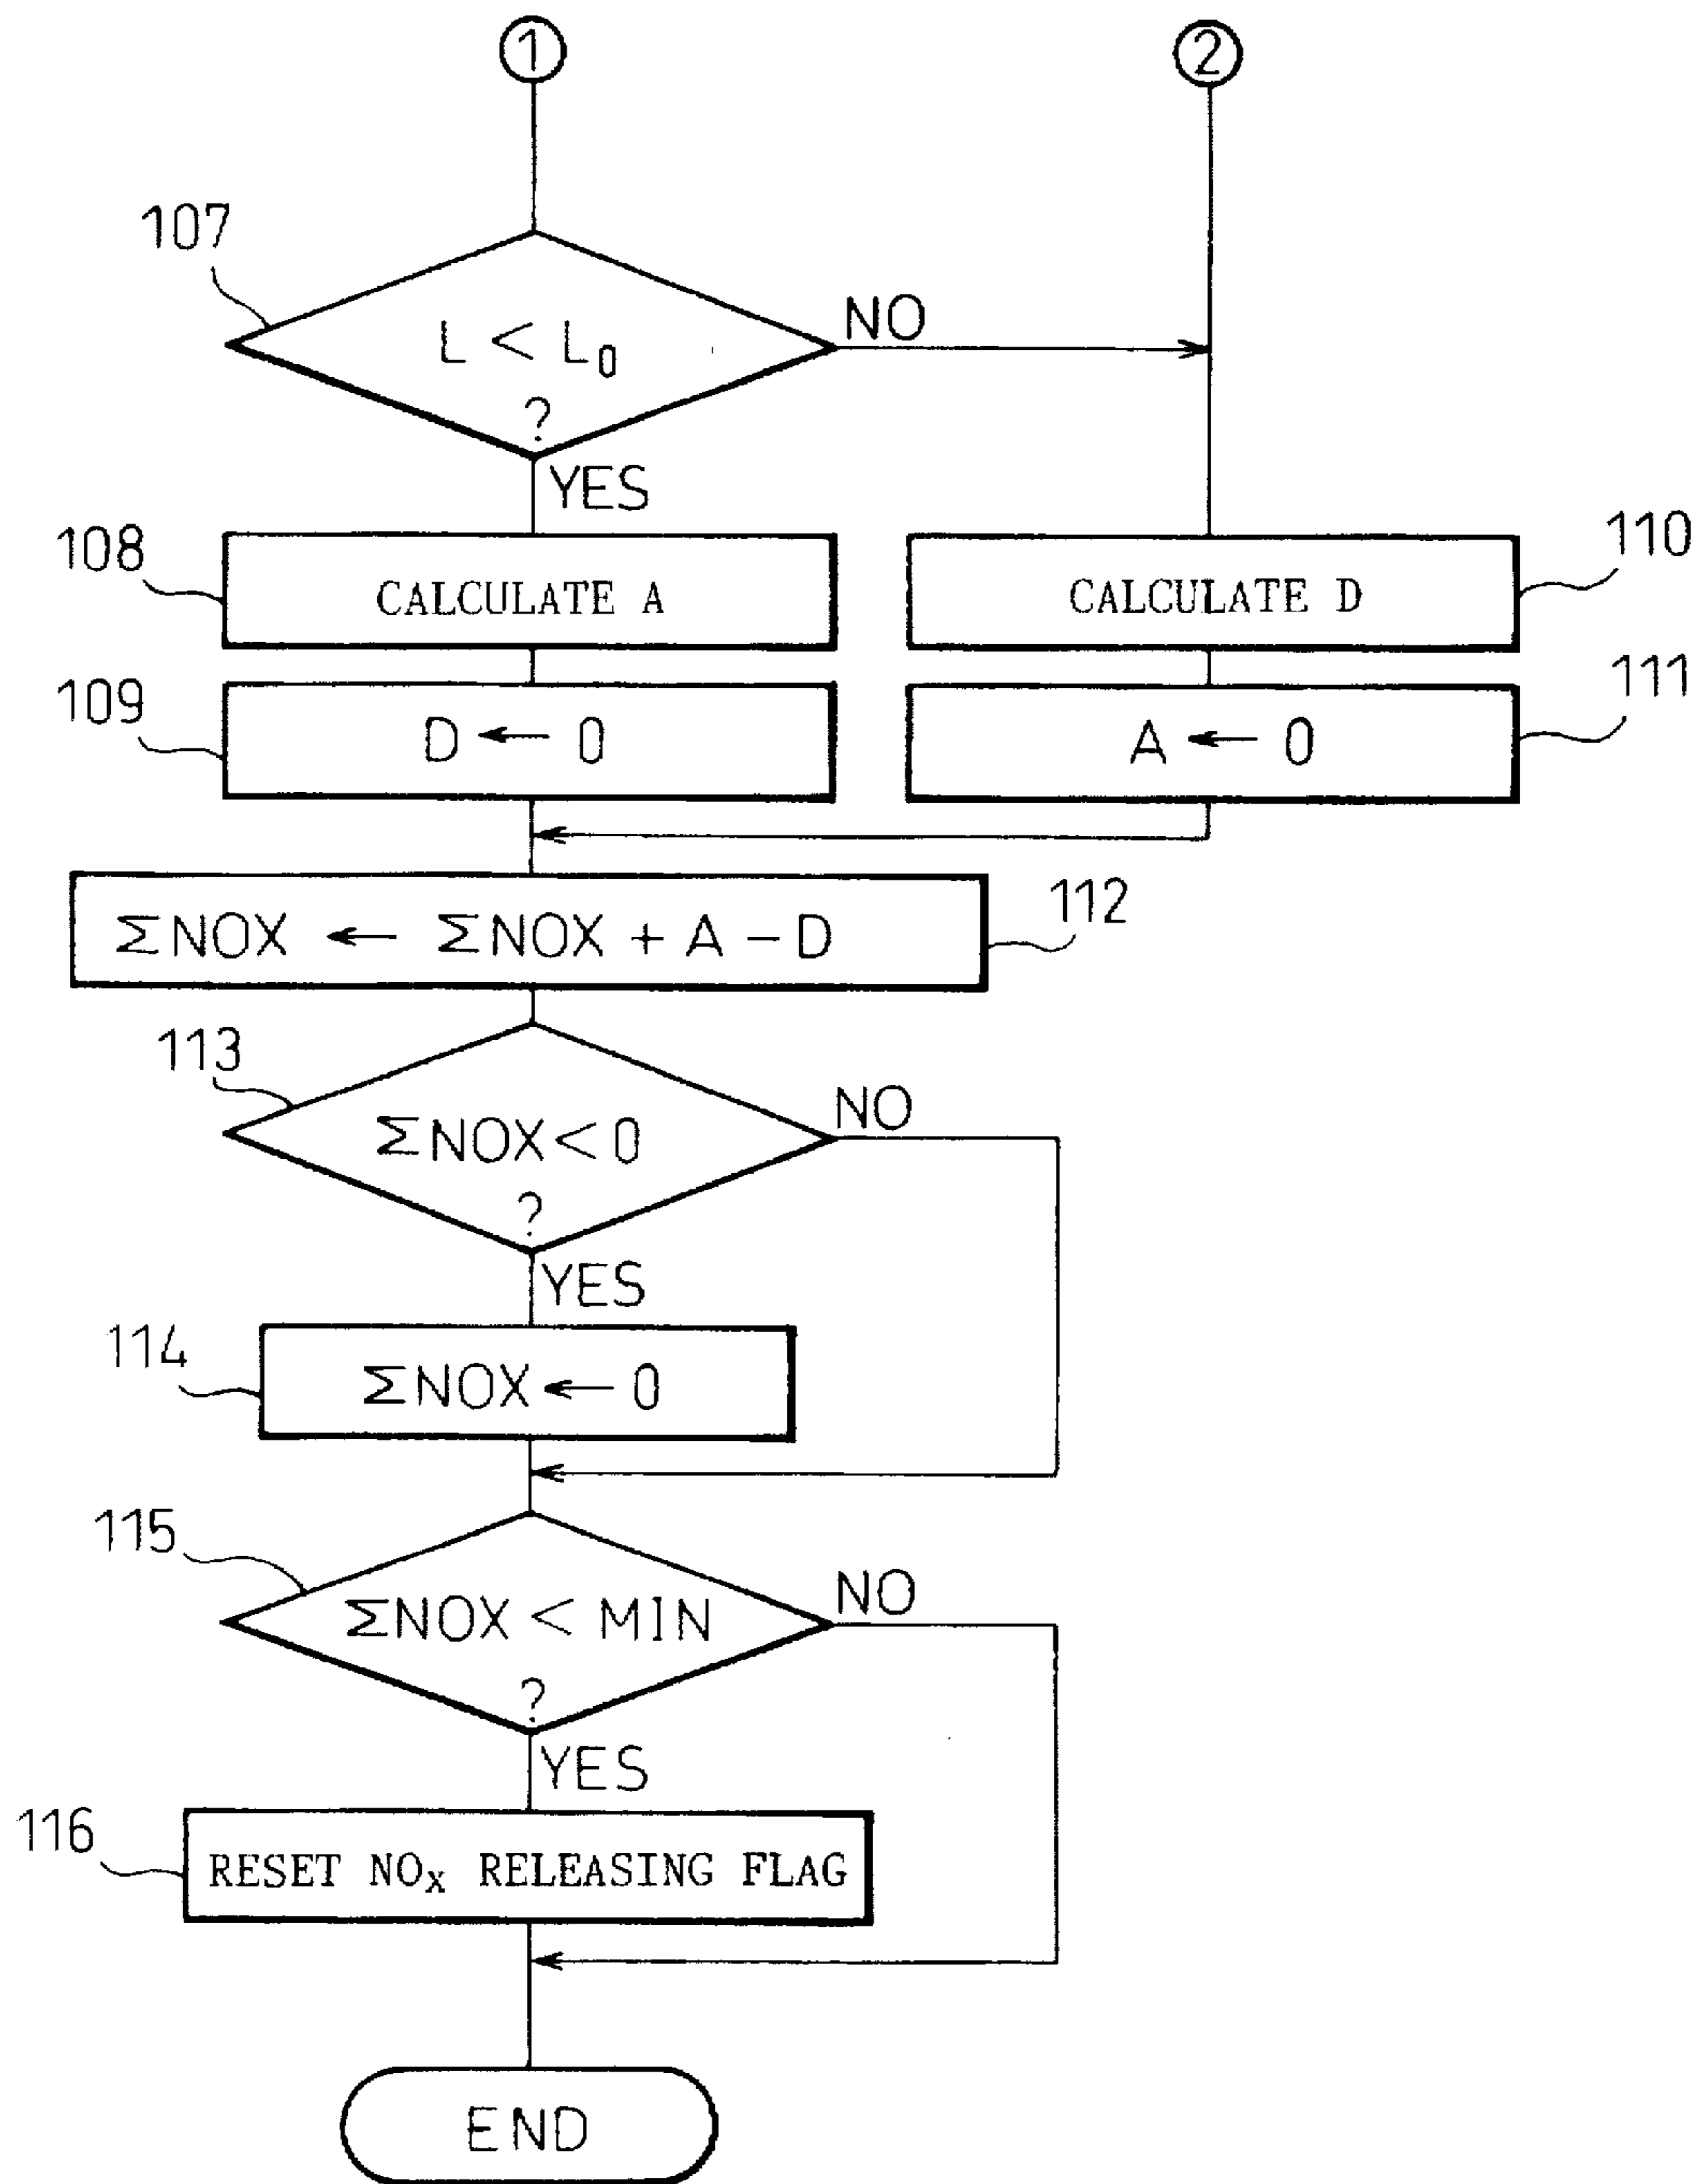 ① ②
107
L < L₀
?
NO
YES
108
CALCULATE A
CALCULATE D
110
109
D ← 0
A ← 0
111
ΣNOX ← ΣNOX + A - D
112
113
ΣNOX < 0
?
NO
YES
114
ΣNOX ← 0
115
ΣNOX < MIN
?
NO
YES
116
RESET NOₓ RELEASING FLAG
END